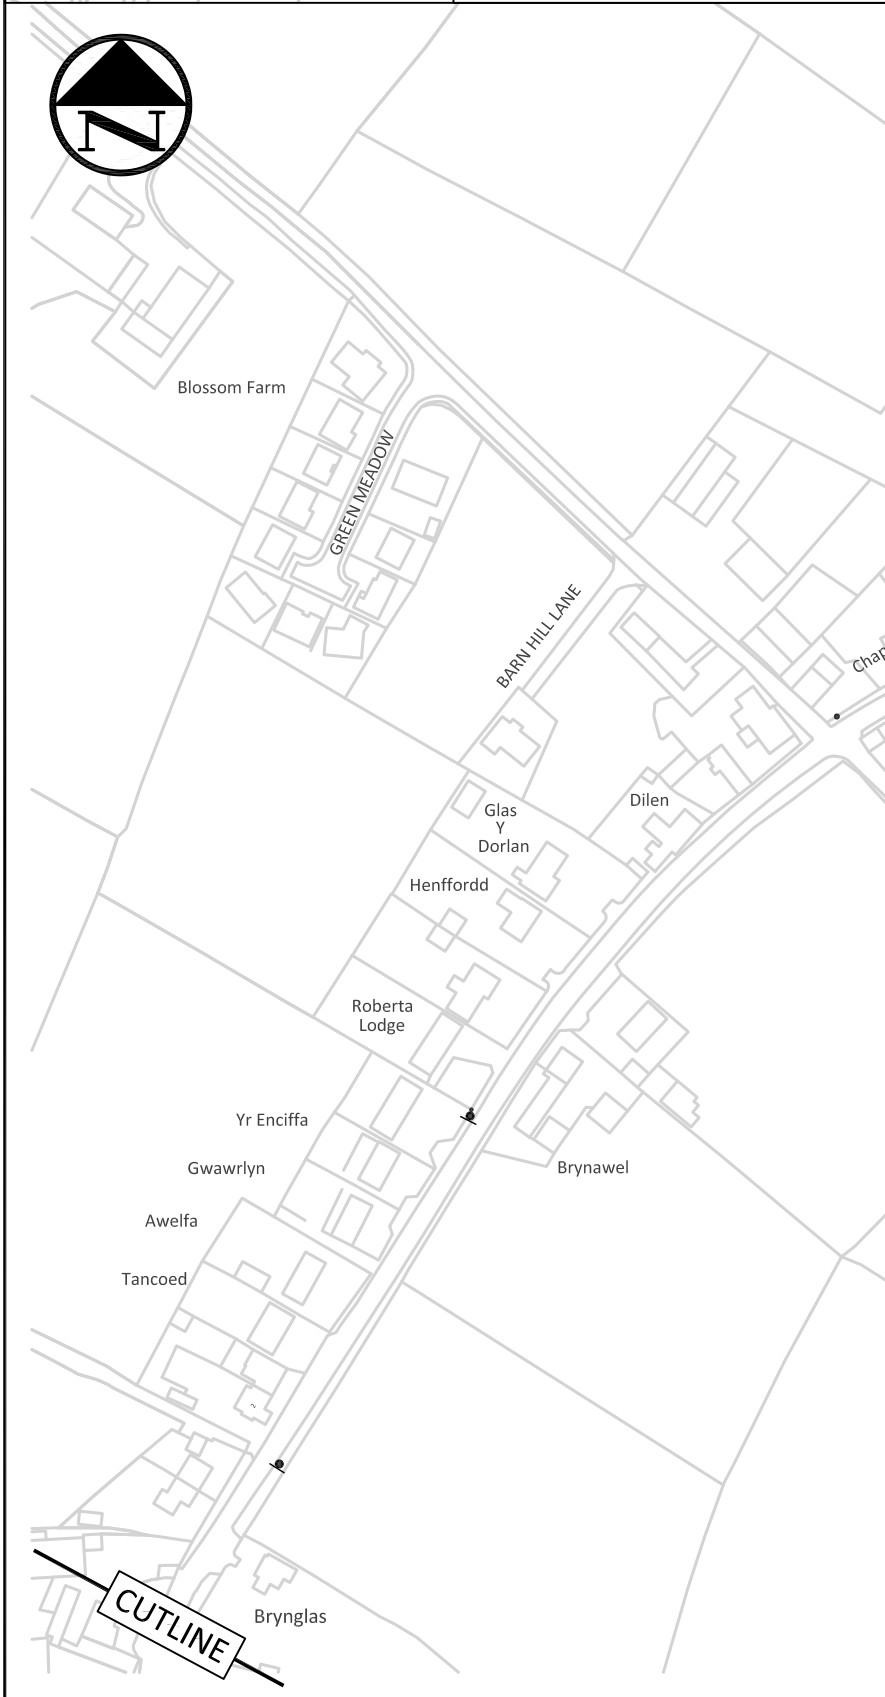 N
Blossom Farm
GREEN MEADOW
BARN HILL LANE
Glas
Y
Dorlan
Dilen
Henffordd
Roberta
Lodge
Yr Enciffa
Gwawrlyn
Brynawel
Awelfa
Tancoed
CUTLINE
Brynglas